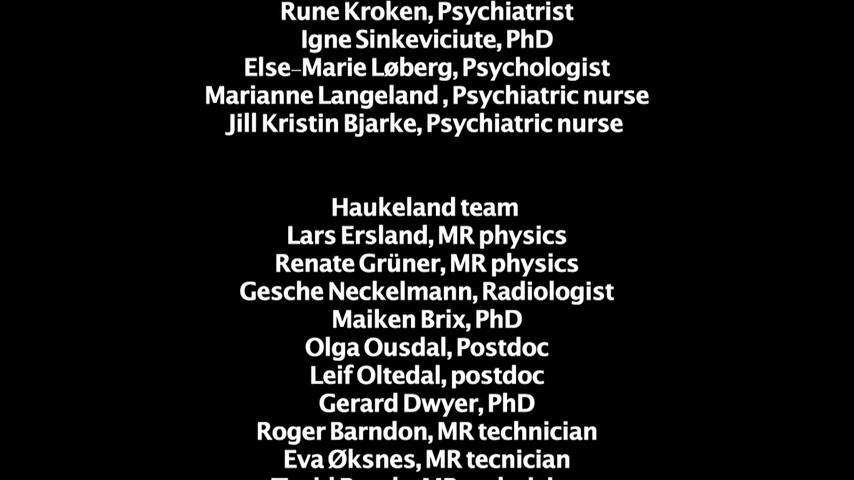 Rune Kroken, Psychiatrist
Igne Sinkeviciute, PhD
Else-Marie Løberg, Psychologist
Marianne Langeland , Psychiatric nurse
Jill Kristin Bjarke, Psychiatric nurse
Haukeland team
Lars Ersland, MR physics
Renate Grüner, MR physics
Gesche Neckelmann, Radiologist
Maiken Brix, PhD
Olga Ousdal, Postdoc
Leif Oltedal, postdoc
Gerard Dwyer, PhD
Roger Barndon, MR technician
Eva Øksnes, MR tecnician